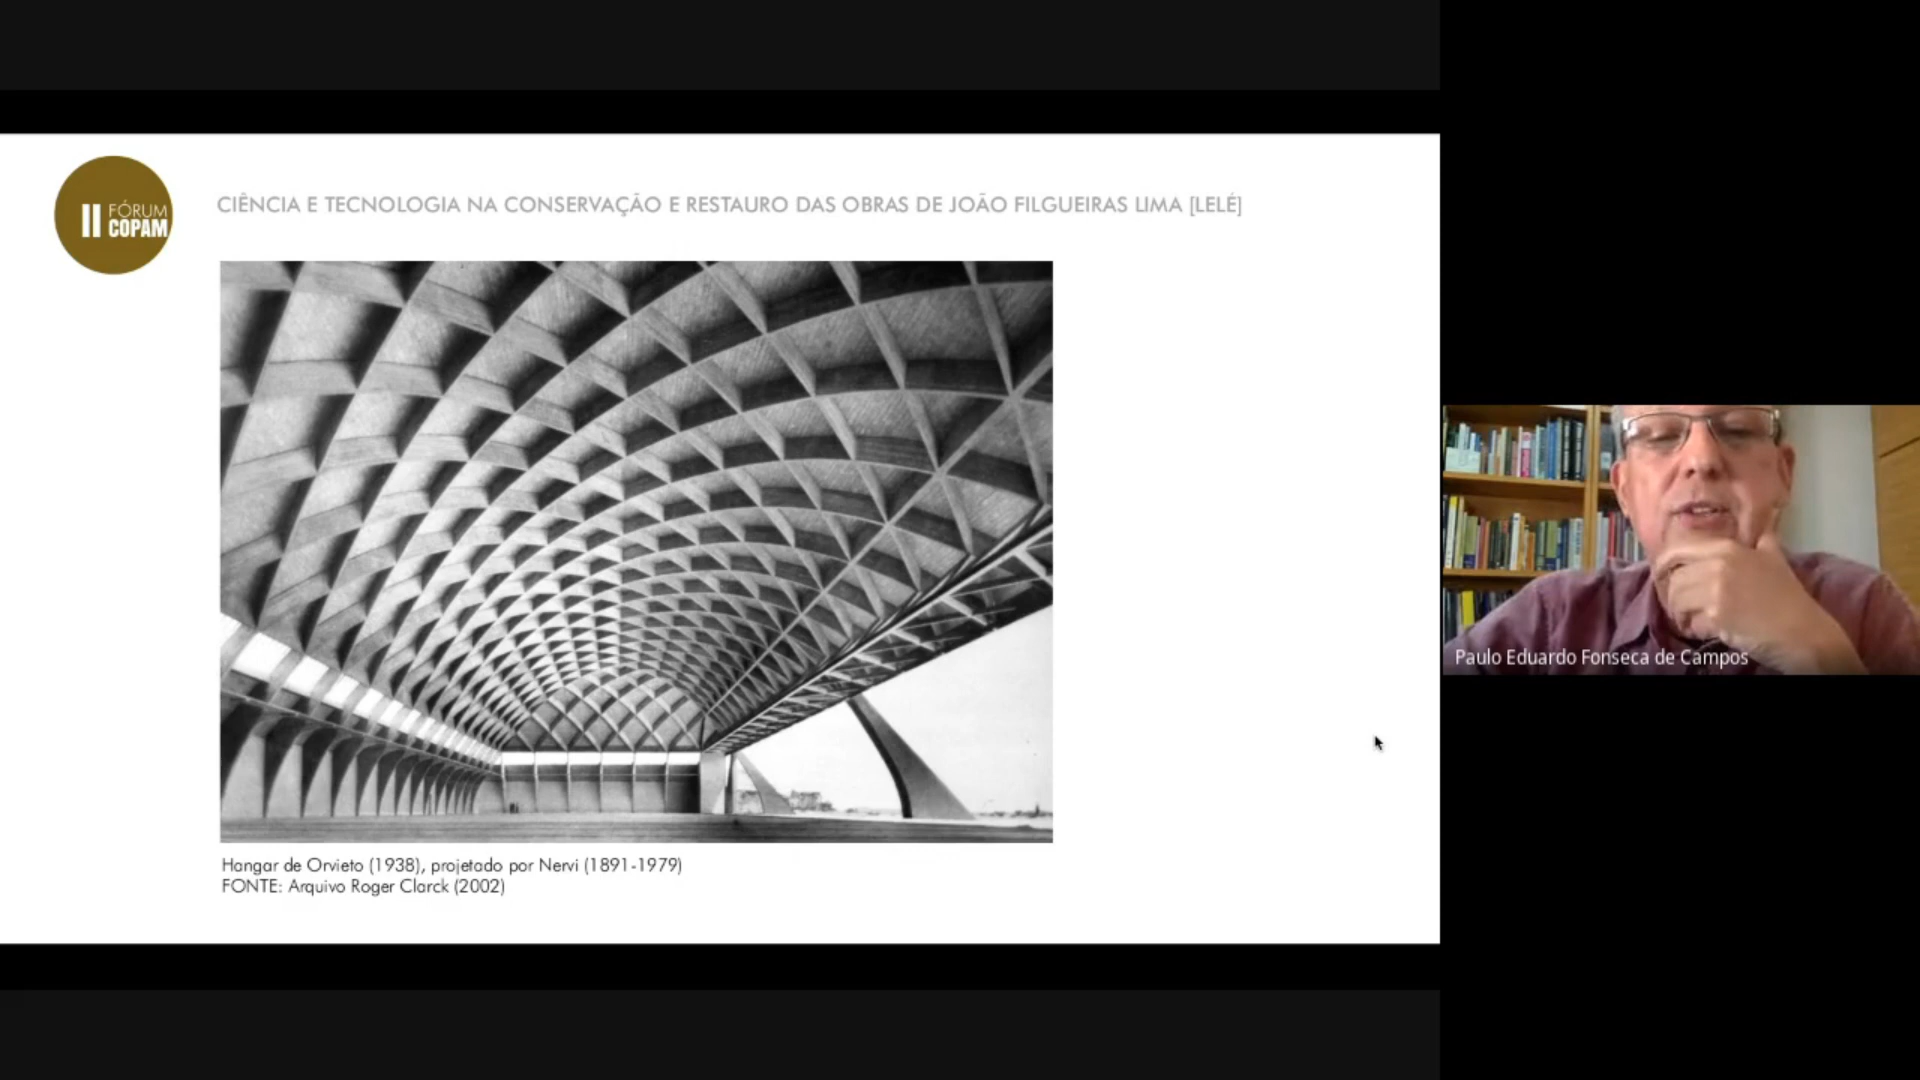 II FÓRUM
COPAM
CIÊNCIA E TECNOLOGIA NA CONSERVAÇÃO E RESTAURO DAS OBRAS DE JOÃO FILGUEIRAS LIMA [LELÉ]
Hangar de Orvieto (1938), projetado por Nervi (1891-1979)
FONTE: Arquivo Roger Clarck (2002)
Paulo Eduardo Fonseca de Campos